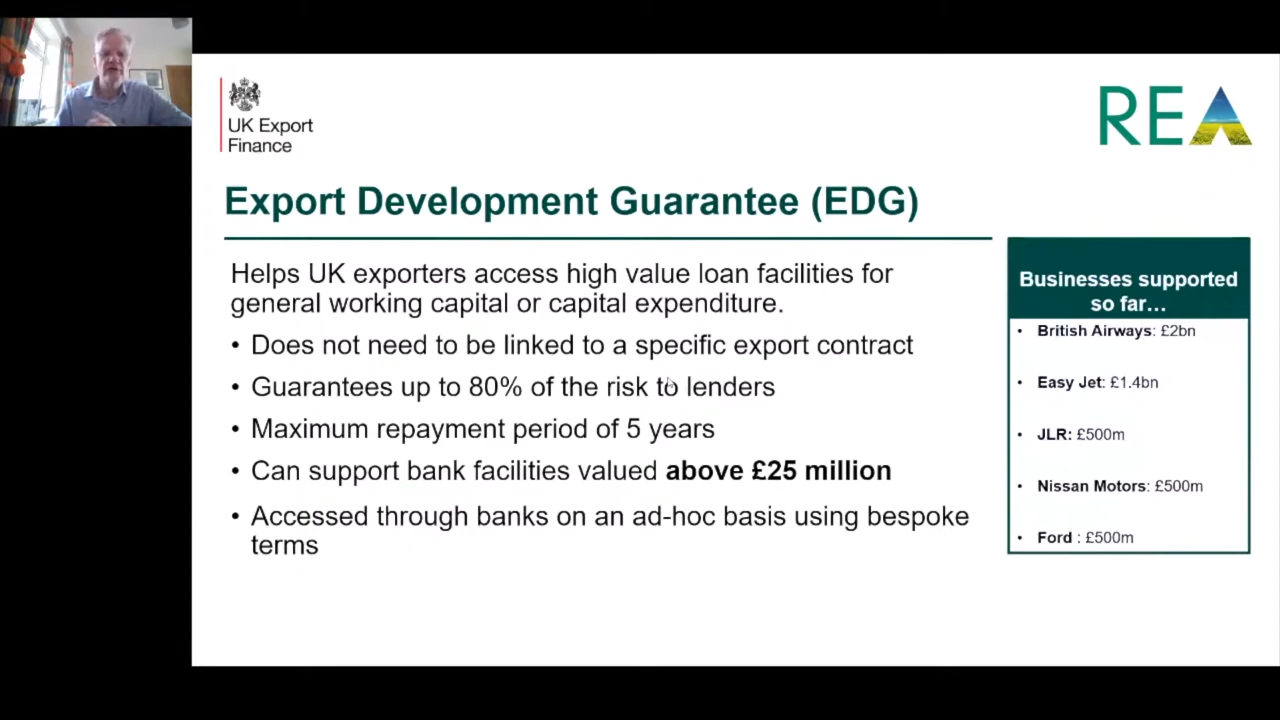 UK Export
Finance
REA
Export Development Guarantee (EDG)
Helps UK exporters access high value loan facilities for
general working capital or capital expenditure.
• Does not need to be linked to a specific export contract
• Guarantees up to 80% of the risk to lenders
• Maximum repayment period of 5 years
• Can support bank facilities valued above £25 million
• Accessed through banks on an ad-hoc basis using bespoke
terms
Businesses supported
so far…
• British Airways: £2bn
• Easy Jet: £1.4bn
• JLR: £500m
• Nissan Motors: £500m
• Ford : £500m